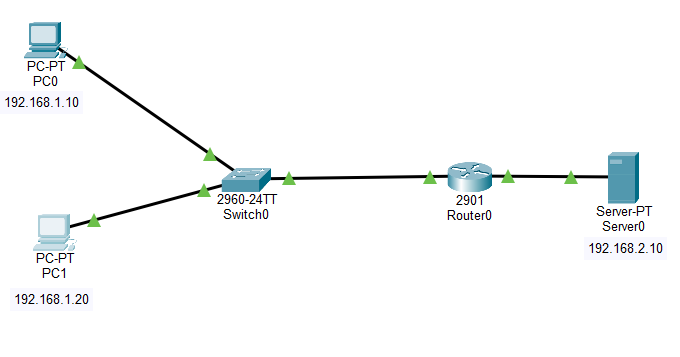 PC-PT
PC0
192.168.1.10
2960-24TT
Switch0
2901
Router0
Server-PT
Server0
192.168.2.10
PC-PT
PC1
192.168.1.20